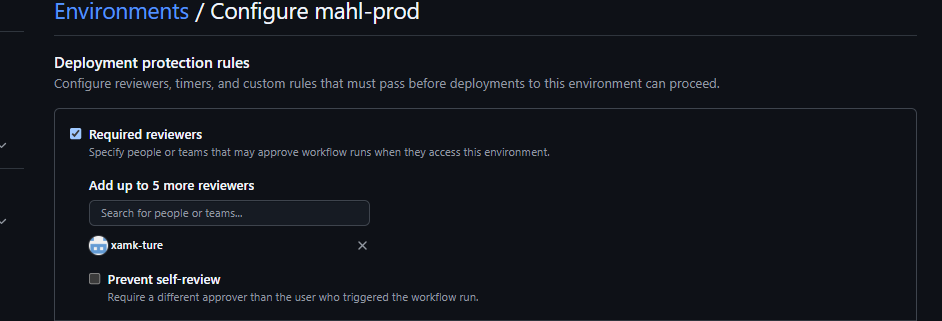 Environments / Configure mahl-prod
Deployment protection rules
Configure reviewers, timers, and custom rules that must pass before deployments to this environment can proceed.
Required reviewers
Specify people or teams that may approve workflow runs when they access this environment.
Add up to 5 more reviewers
Search for people or teams...
xamk-ture
Prevent self-review
Require a different approver than the user who triggered the workflow run.